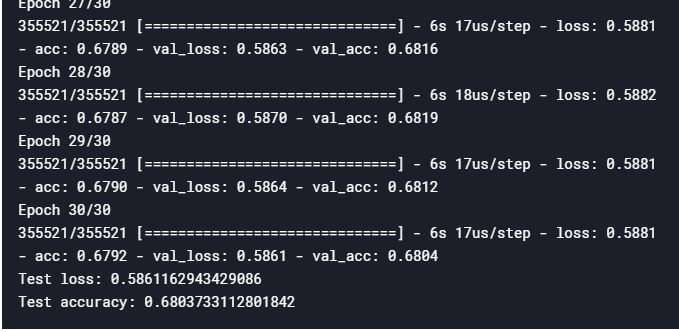 Epoch 27/30
355521/355521 [==============================] - 6s 17us/step - loss: 0.5881
- acc: 0.6789 - val_loss: 0.5863 - val_acc: 0.6816
Epoch 28/30
355521/355521 [==============================] - 6s 18us/step - loss: 0.5882
- acc: 0.6787 - val_loss: 0.5870 - val_acc: 0.6819
Epoch 29/30
355521/355521 [==============================] - 6s 17us/step - loss: 0.5881
- acc: 0.6790 - val_loss: 0.5864 - val_acc: 0.6812
Epoch 30/30
355521/355521 [==============================] - 6s 17us/step - loss: 0.5881
- acc: 0.6792 - val_loss: 0.5861 - val_acc: 0.6804
Test loss: 0.5861162943429086
Test accuracy: 0.6803733112801842